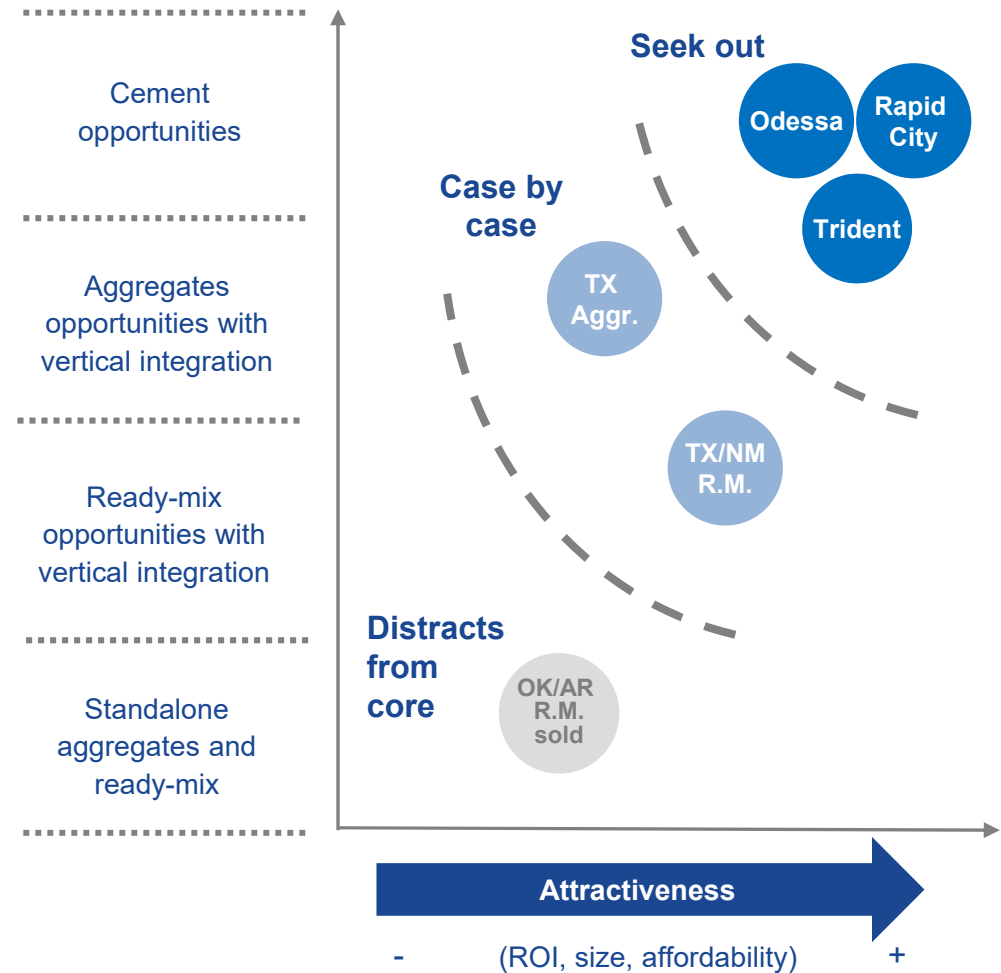 Cement
opportunities
Aggregates
opportunities with
vertical integration
Ready-mix
opportunities with
vertical integration
Standalone
aggregates and
ready-mix
Seek out
Odessa
Rapid
City
Trident
Case by
case
TX
Aggr.
TX/NM
R.M.
Distracts
from
core
OK/AR
R.M.
sold
Attractiveness
- (ROI, size, affordability) +